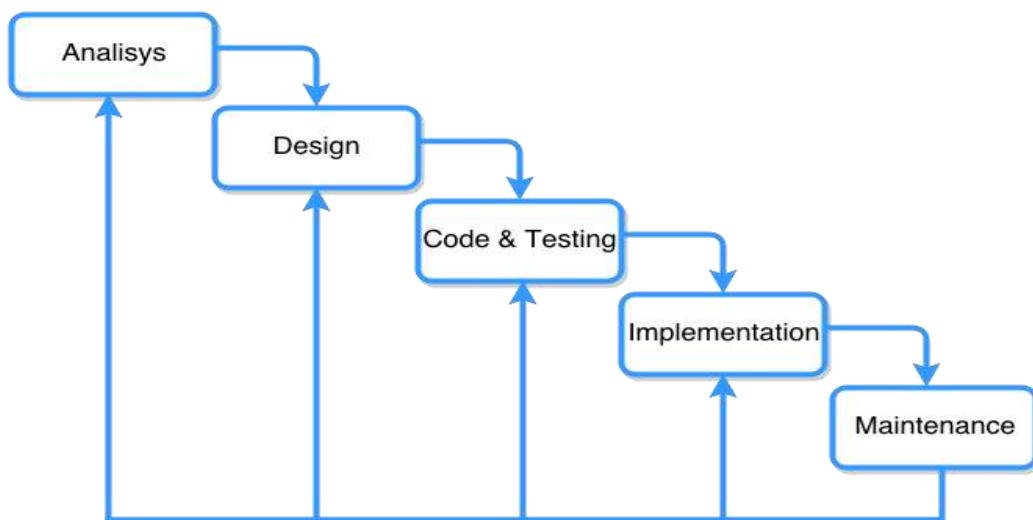 Analisys
Design
Code & Testing
Implementation
Maintenance